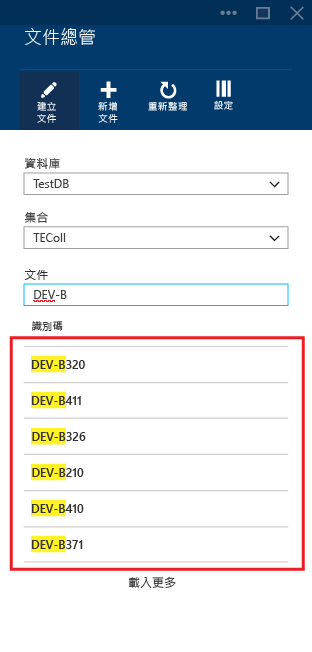 文件總管
建立
文件
新增
文件
重新整理
設定
資料庫
TestDB
集合
TEColl
文件
DEV-B
識別碼
DEV-B320
DEV-B411
DEV-B326
DEV-B210
DEV-B410
DEV-B371
載入更多